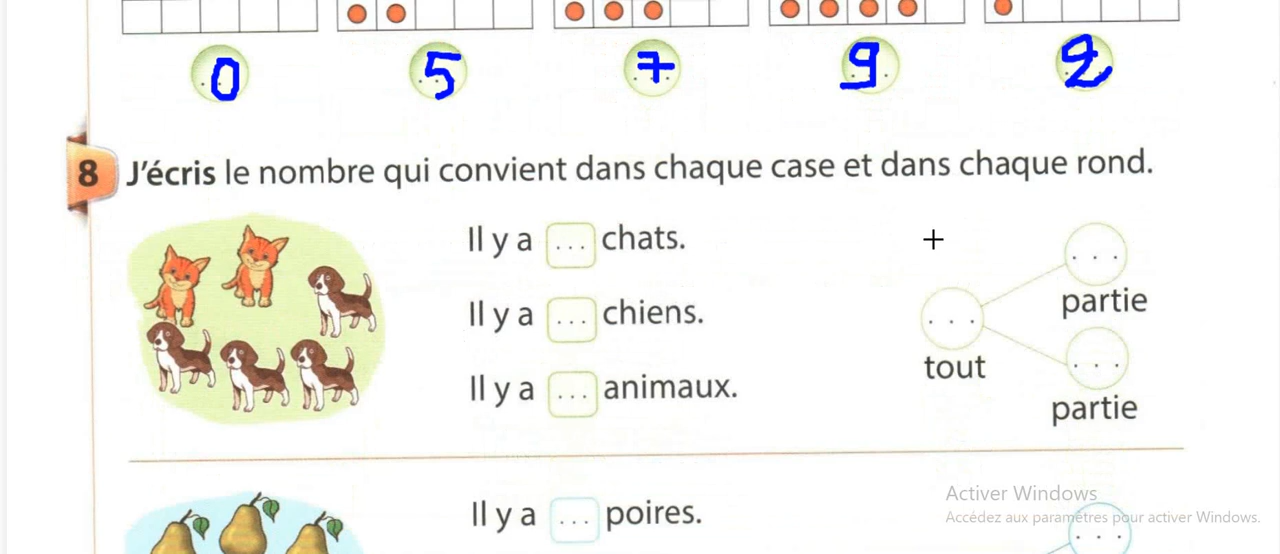 0 5 7 9 2
8 J'écris le nombre qui convient dans chaque case et dans chaque rond.
Il y a ... chats.
+
...
partie
Il y a ... chiens.
...
tout
...
partie
Il y a ... animaux.
Il y a ... poires.
...
Activer Windows
Accédez aux paramètres pour activer Windows.